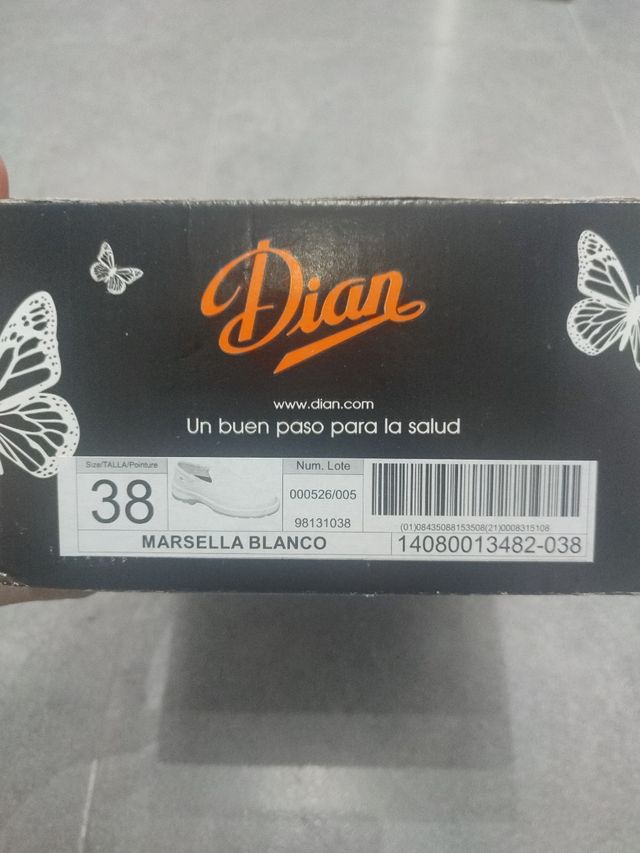 Dian
www.dian.com
Un buen paso para la salud
Size/TALLA/Pointure
38
Num. Lote
000526/005
98131038
(01)08435088153508(21)0008315108
MARSELLA BLANCO
14080013482-038